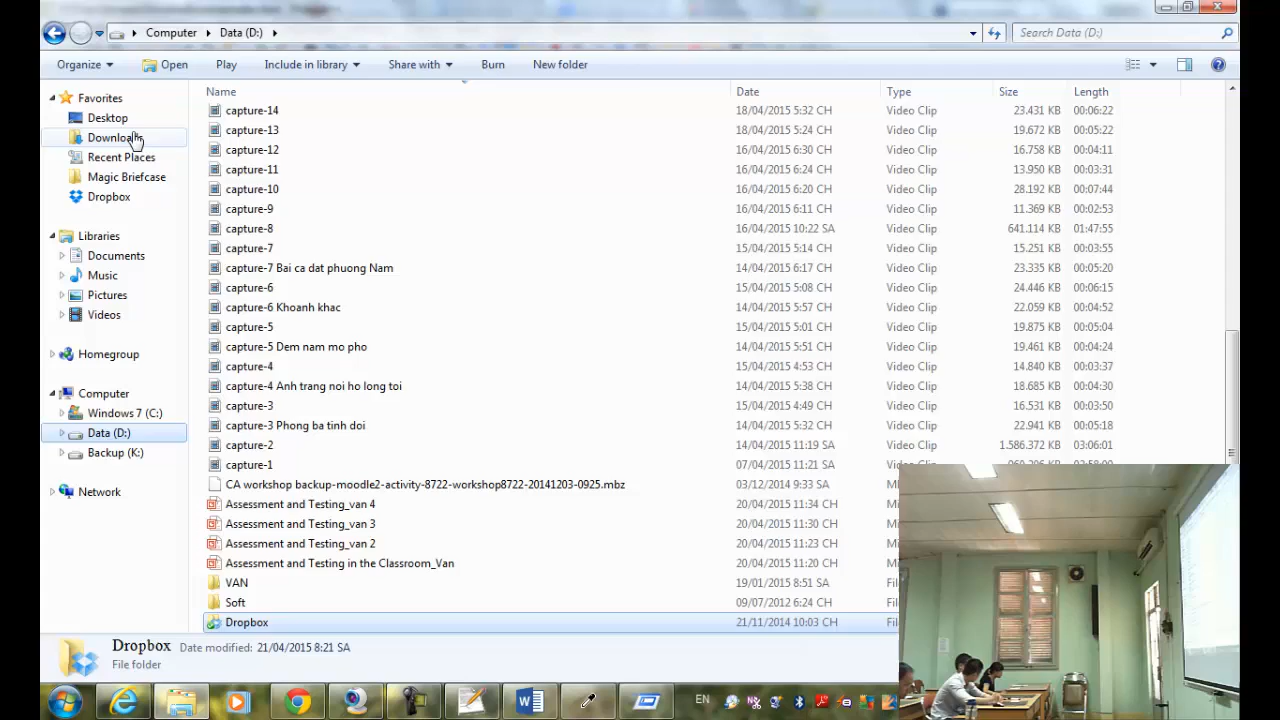 Computer Data (D:) Search Data (D:)
Organize Open Play Include in library Share with Burn New folder
Favorites
Desktop
Downloads
Recent Places
Magic Briefcase
Dropbox
Libraries
Documents
Music
Pictures
Videos
Homegroup
Computer
Windows 7 (C:)
Data (D:)
Backup (K:)
Network
Name Date Type Size Length
capture-14 18/04/2015 5:32 CH Video Clip 23.431 KB 00:06:22
capture-13 18/04/2015 5:24 CH Video Clip 19.672 KB 00:05:22
capture-12 16/04/2015 6:30 CH Video Clip 16.758 KB 00:04:11
capture-11 16/04/2015 6:24 CH Video Clip 13.950 KB 00:03:31
capture-10 16/04/2015 6:20 CH Video Clip 28.192 KB 00:07:44
capture-9 16/04/2015 6:11 CH Video Clip 11.369 KB 00:02:53
capture-8 16/04/2015 10:22 SA Video Clip 641.114 KB 01:47:55
capture-7 15/04/2015 5:14 CH Video Clip 15.251 KB 00:03:55
capture-7 Bai ca dat phuong Nam 14/04/2015 6:17 CH Video Clip 23.335 KB 00:05:20
capture-6 15/04/2015 5:08 CH Video Clip 24.446 KB 00:06:15
capture-6 Khoanh khac 14/04/2015 5:57 CH Video Clip 22.059 KB 00:04:52
capture-5 15/04/2015 5:01 CH Video Clip 19.875 KB 00:05:04
capture-5 Dem nam mo pho 14/04/2015 5:51 CH Video Clip 19.461 KB 00:04:24
capture-4 15/04/2015 4:53 CH Video Clip 14.840 KB 00:03:37
capture-4 Anh trang noi ho long toi 14/04/2015 5:38 CH Video Clip 18.685 KB 00:04:30
capture-3 15/04/2015 4:49 CH Video Clip 16.531 KB 00:03:50
capture-3 Phong ba tinh doi 14/04/2015 5:32 CH Video Clip 22.941 KB 00:05:18
capture-2 14/04/2015 11:19 SA Video Clip 1.586.372 KB 03:06:01
capture-1 07/04/2015 11:21 SA Video Clip
CA workshop backup-moodle2-activity-8722-workshop8722-20141203-0925.mbz 03/12/2014 9:33 SA
Assessment and Testing_van 4 20/04/2015 11:34 CH
Assessment and Testing_van 3 20/04/2015 11:30 CH
Assessment and Testing_van 2 20/04/2015 11:23 CH
Assessment and Testing in the Classroom_Van 20/04/2015 11:20 CH
VAN 19/01/2015 8:51 SA
Soft 09/07/2012 6:24 CH
Dropbox 21/11/2014 10:03 CH
Dropbox Date modified: 21/04/2015 8:21 SA
File folder
EN